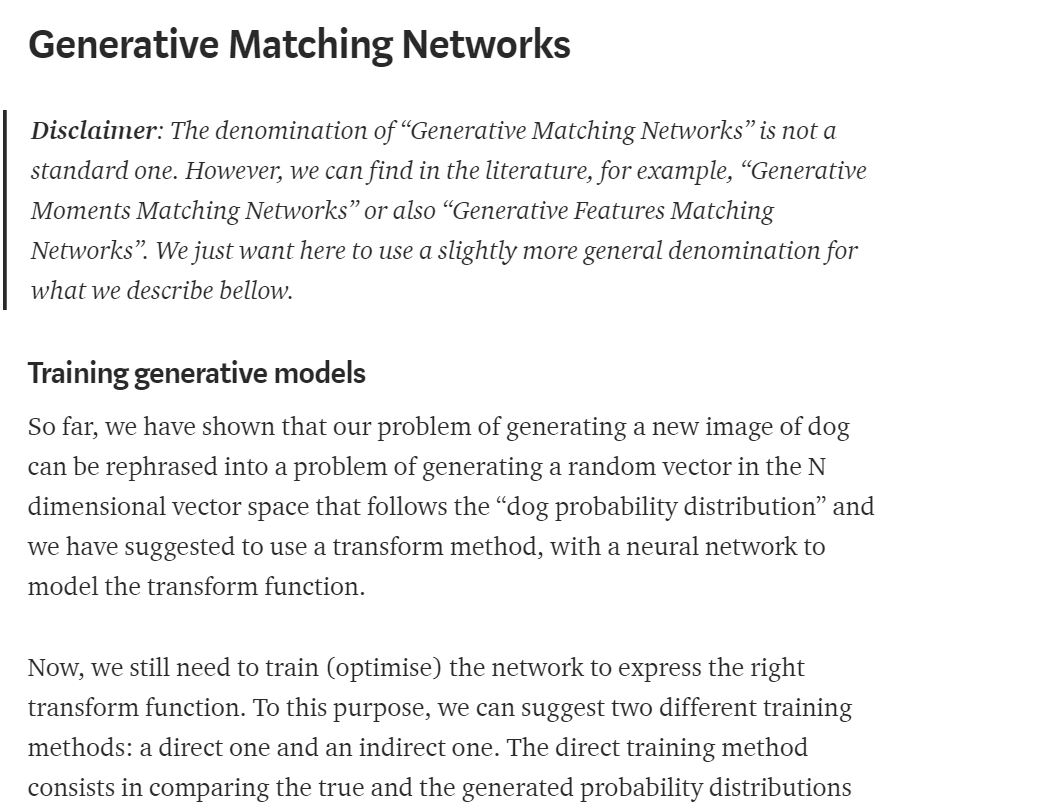 Generative Matching Networks
Disclaimer: The denomination of “Generative Matching Networks” is not a
standard one. However, we can find in the literature, for example, “Generative
Moments Matching Networks” or also “Generative Features Matching
Networks”. We just want here to use a slightly more general denomination for
what we describe bellow.
Training generative models
So far, we have shown that our problem of generating a new image of dog
can be rephrased into a problem of generating a random vector in the N
dimensional vector space that follows the “dog probability distribution” and
we have suggested to use a transform method, with a neural network to
model the transform function.
Now, we still need to train (optimise) the network to express the right
transform function. To this purpose, we can suggest two different training
methods: a direct one and an indirect one. The direct training method
consists in comparing the true and the generated probability distributions